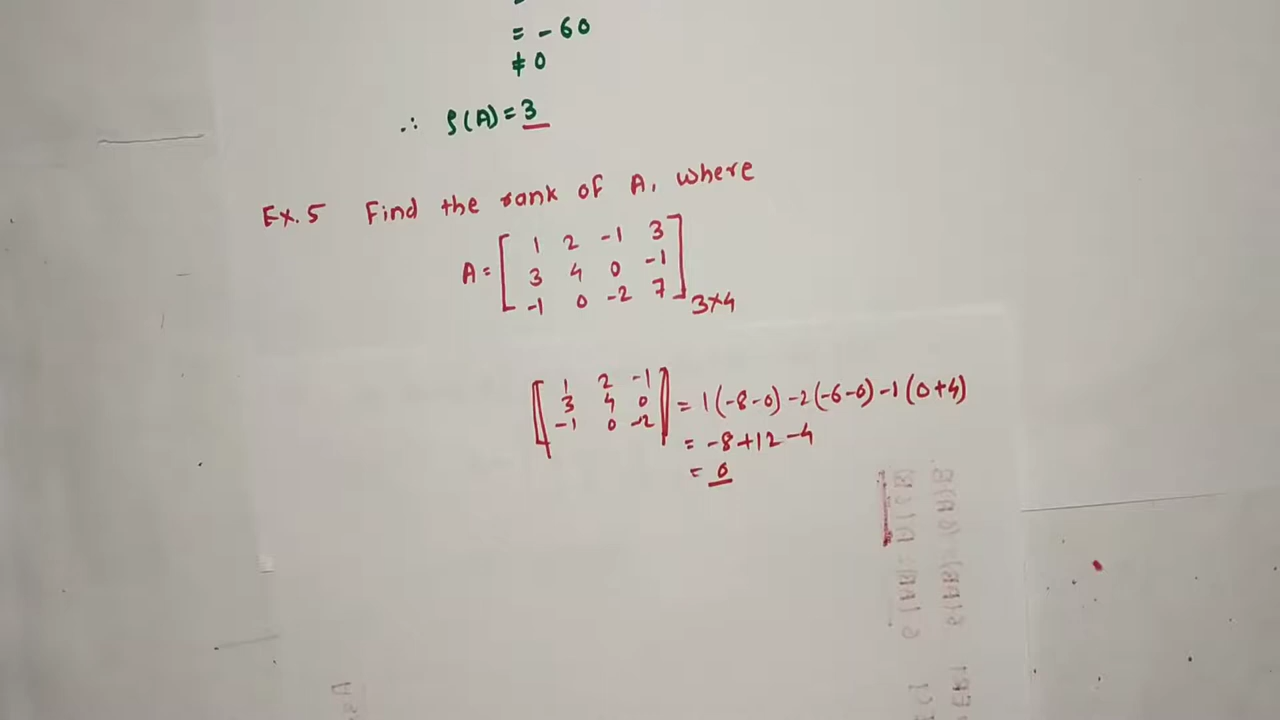 = -60
≠ 0
∴ ρ(A) = 3
Ex. 5 Find the rank of A, where
A = [ 1 2 -1 3
3 4 0 -1
-1 0 -2 7 ] 3×4
| 1 2 -1
3 4 0
-1 0 -2 | = 1(-8-0) -2(-6-0) -1(0+4)
= -8+12-4
= 0